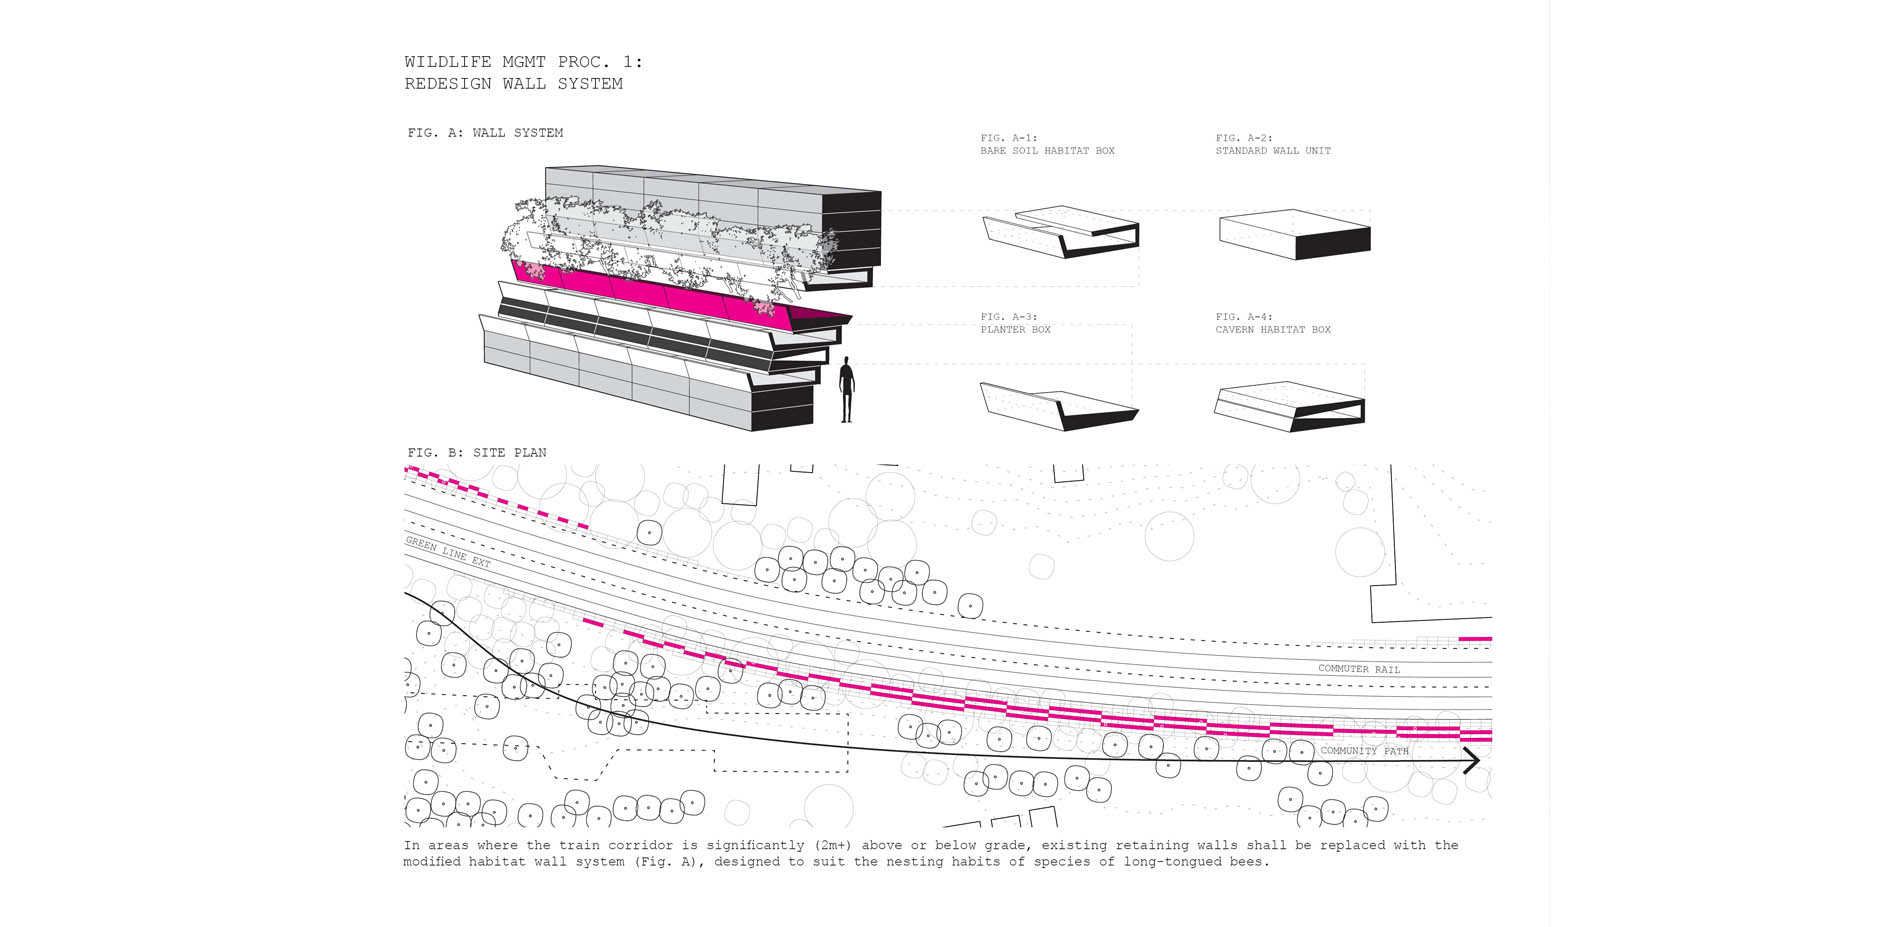 WILDLIFE MGMT PROC. 1:
REDESIGN WALL SYSTEM
FIG. A: WALL SYSTEM
FIG. A-1:
BARE SOIL HABITAT BOX
FIG. A-2:
STANDARD WALL UNIT
FIG. A-3:
PLANTER BOX
FIG. A-4:
CAVERN HABITAT BOX
FIG. B: SITE PLAN
GREEN LINE EXT
COMMUTER RAIL
COMMUNITY PATH
In areas where the train corridor is significantly (2m+) above or below grade, existing retaining walls shall be replaced with the
modified habitat wall system (Fig. A), designed to suit the nesting habits of species of long-tongued bees.